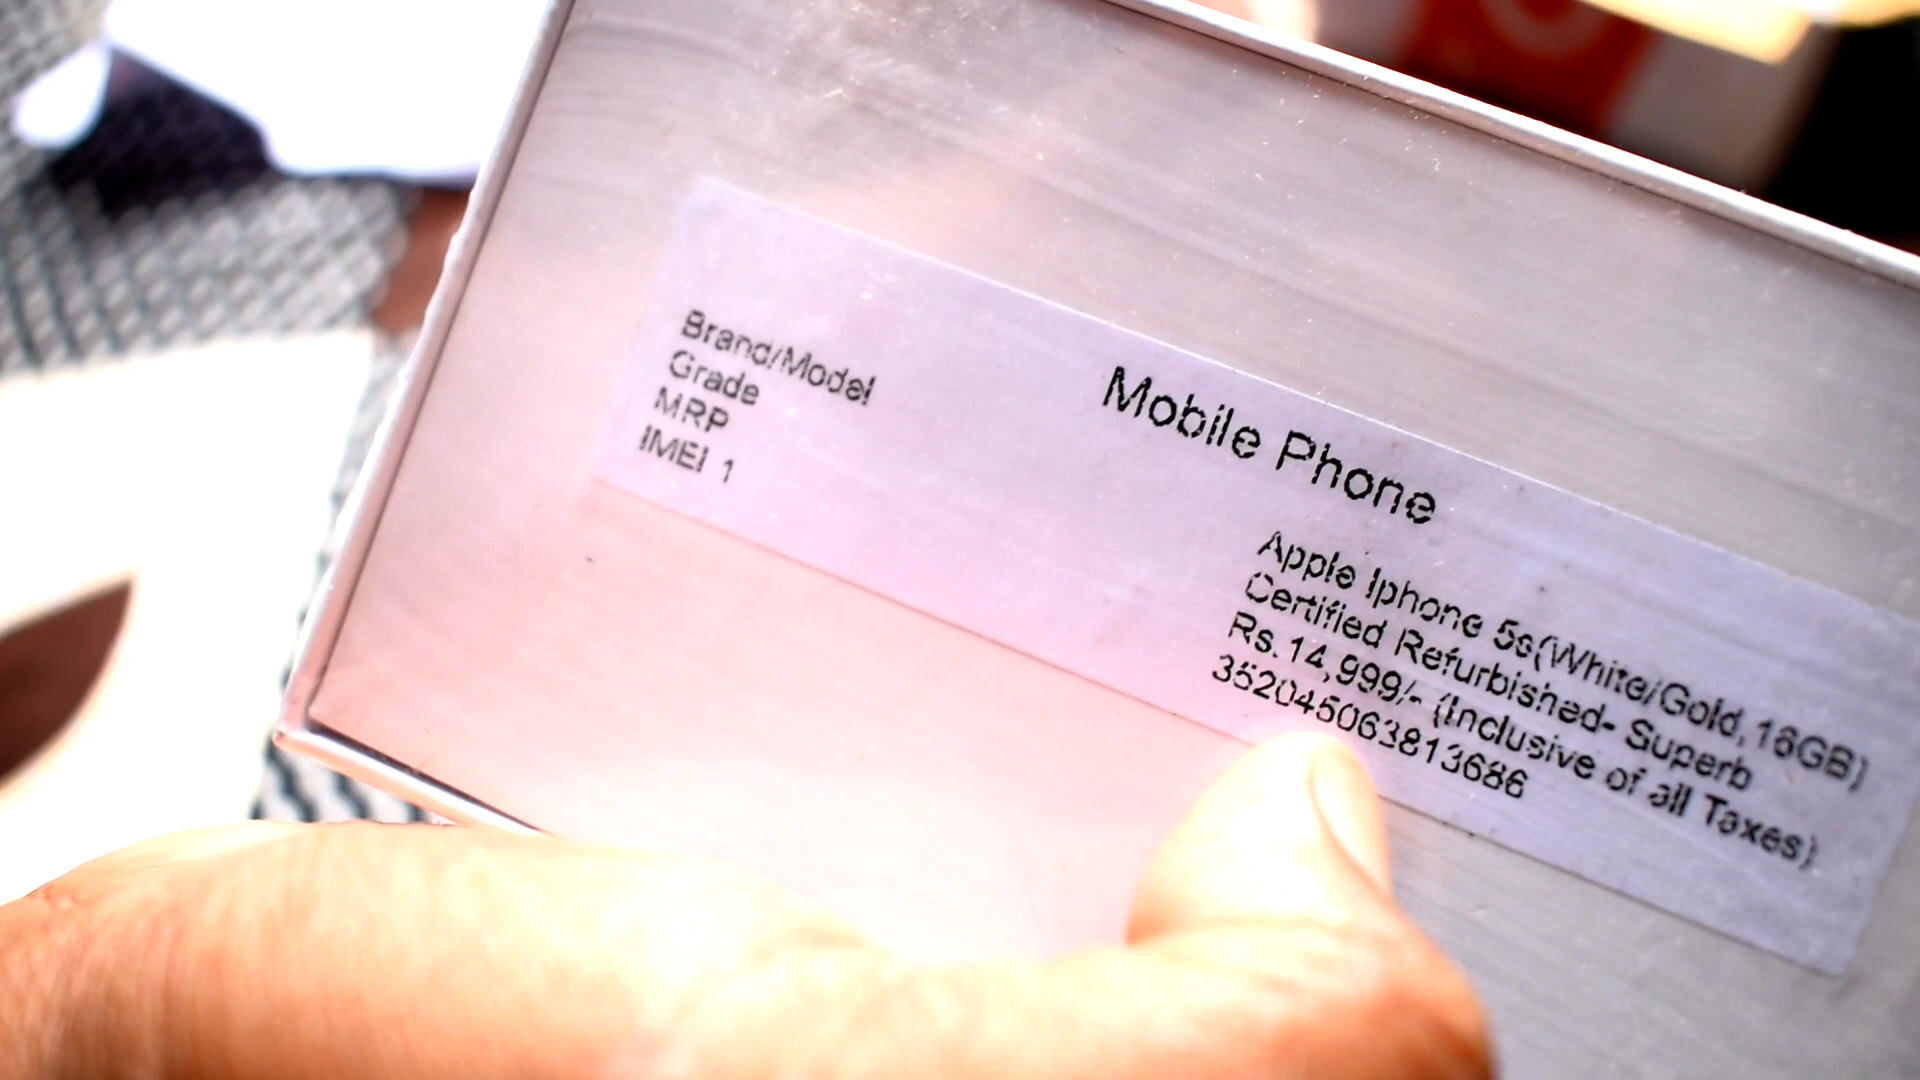 Mobile Phone
Brand/Model Apple Iphone 5s(White/Gold,16GB)
Grade Certified Refurbished- Superb
MRP Rs.14,999/- (Inclusive of all Taxes)
IMEI 1 352045063813686